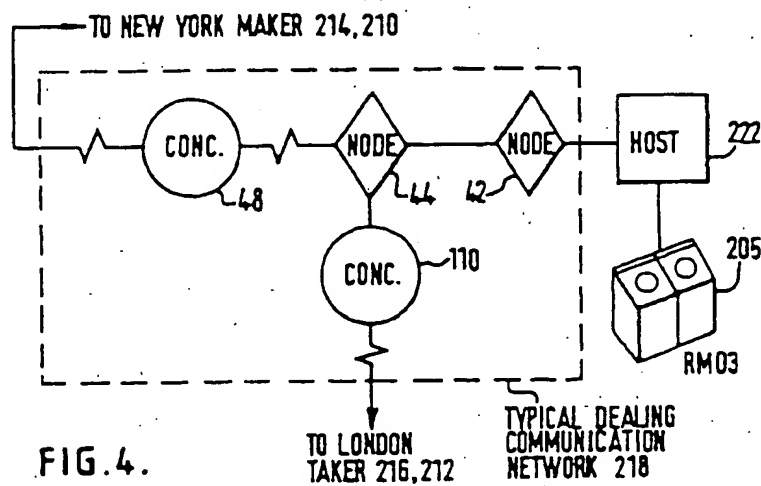 TO NEW YORK MAKER 214, 210
CONC.
48
NODE
44
NODE
42
HOST
222
CONC.
110
205
RM03
TO LONDON
TAKER 216, 212
TYPICAL DEALING
COMMUNICATION
NETWORK 218
FIG. 4.